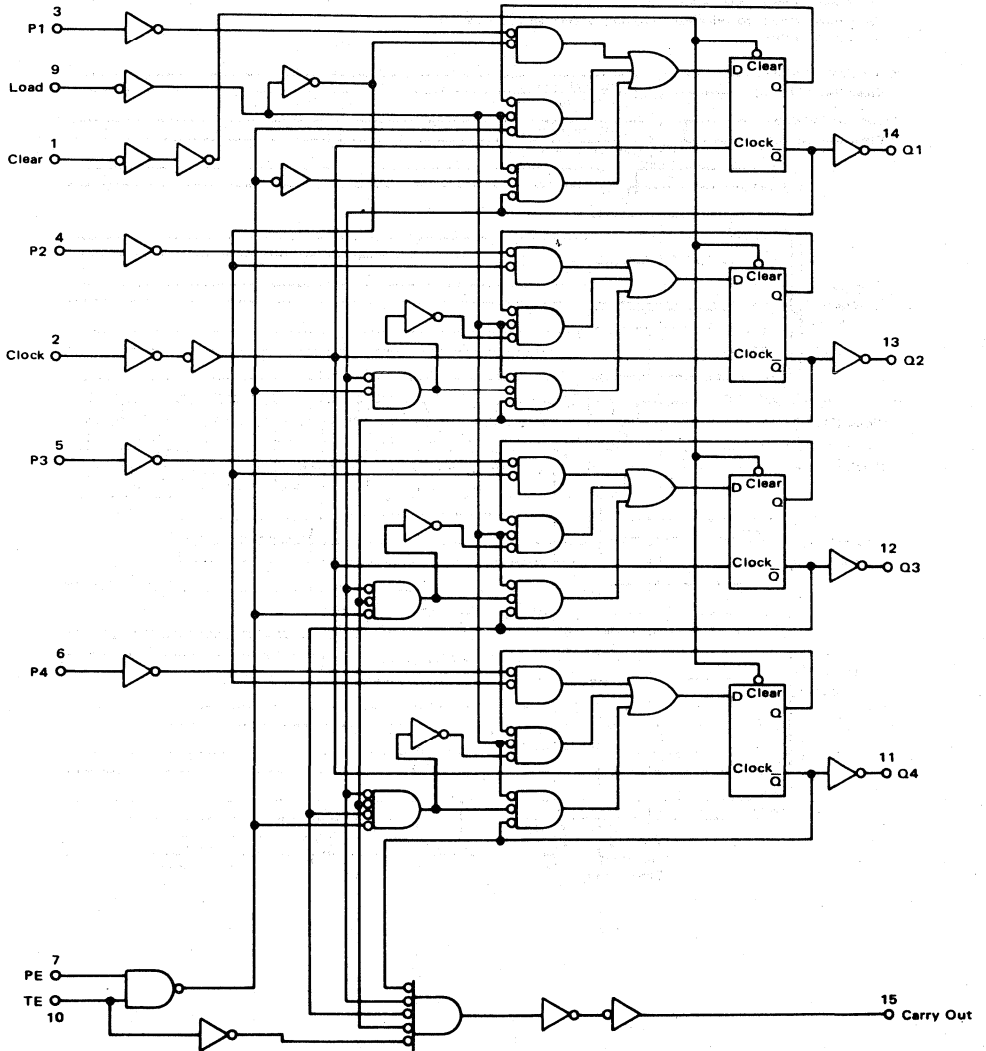 3
P1
9
Load
1
Clear
D Clear
Q
Clock
Q
14
Q1
4
P2
D Clear
Q
2
Clock
Clock
Q
13
Q2
5
P3
D Clear
Q
Clock
Q
12
Q3
6
P4
D Clear
Q
Clock
Q
11
Q4
7
PE
TE
10
15
Carry Out